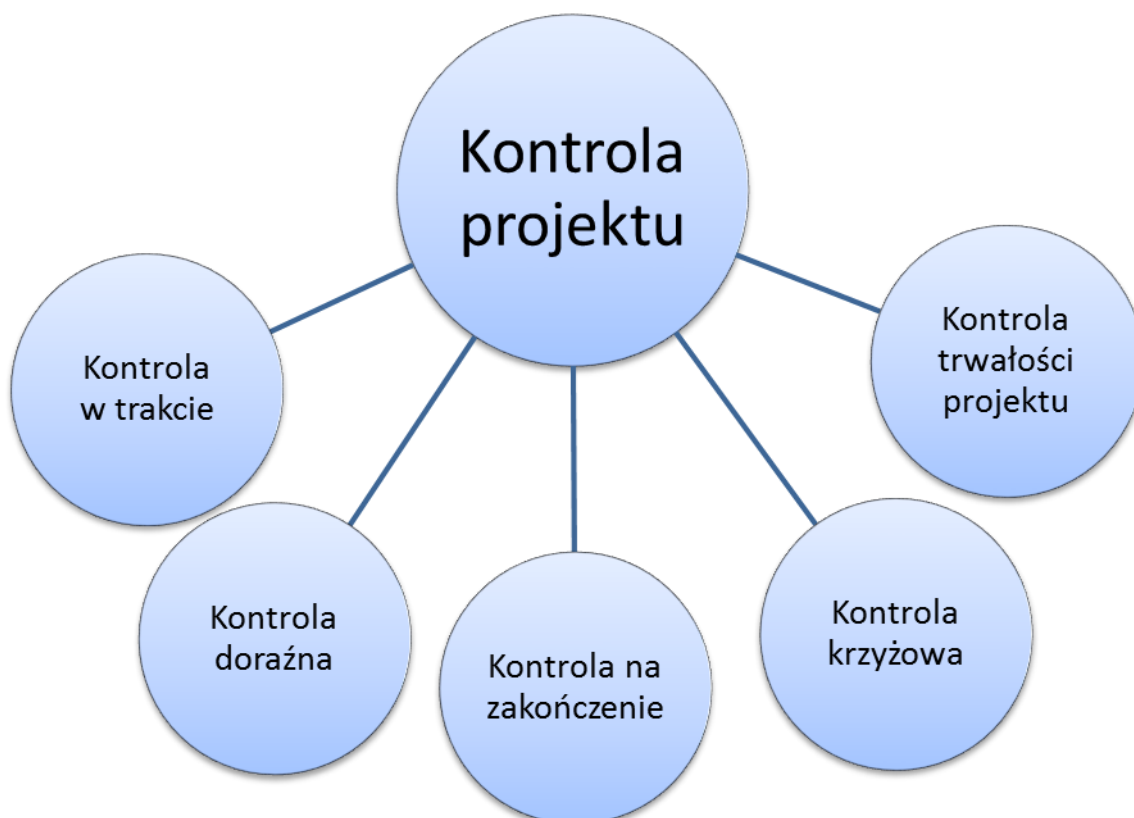 Kontrola
projektu
Kontrola
w trakcie
Kontrola
doraźna
Kontrola na
zakończenie
Kontrola
krzyżowa
Kontrola
trwałości
projektu